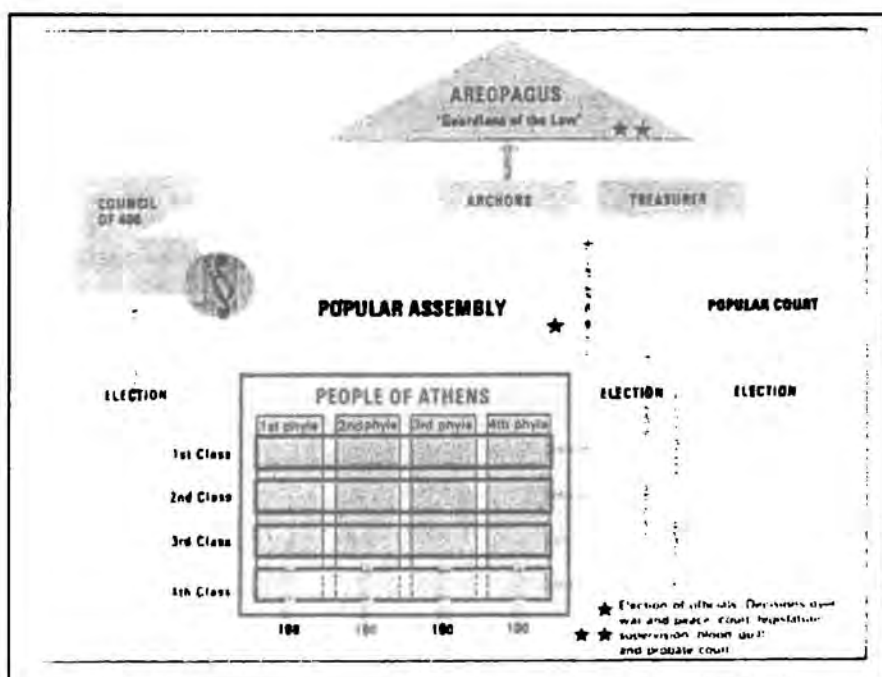 AREOPAGUS
"Guardians of the Law"
COUNCIL
OF 400
ARCHORS
TREASURER
POPULAR ASSEMBLY
POPULAR COURT
ELECTION
ELECTION
ELECTION
PEOPLE OF ATHENS
1st phyle
2nd phyle
3rd phyle
4th phyle
1st Class
2nd Class
3rd Class
4th Class
100
100
100
100
Election of officials. Decisions over
war and peace, court, legislature
supervision, blood guilt
and probate court